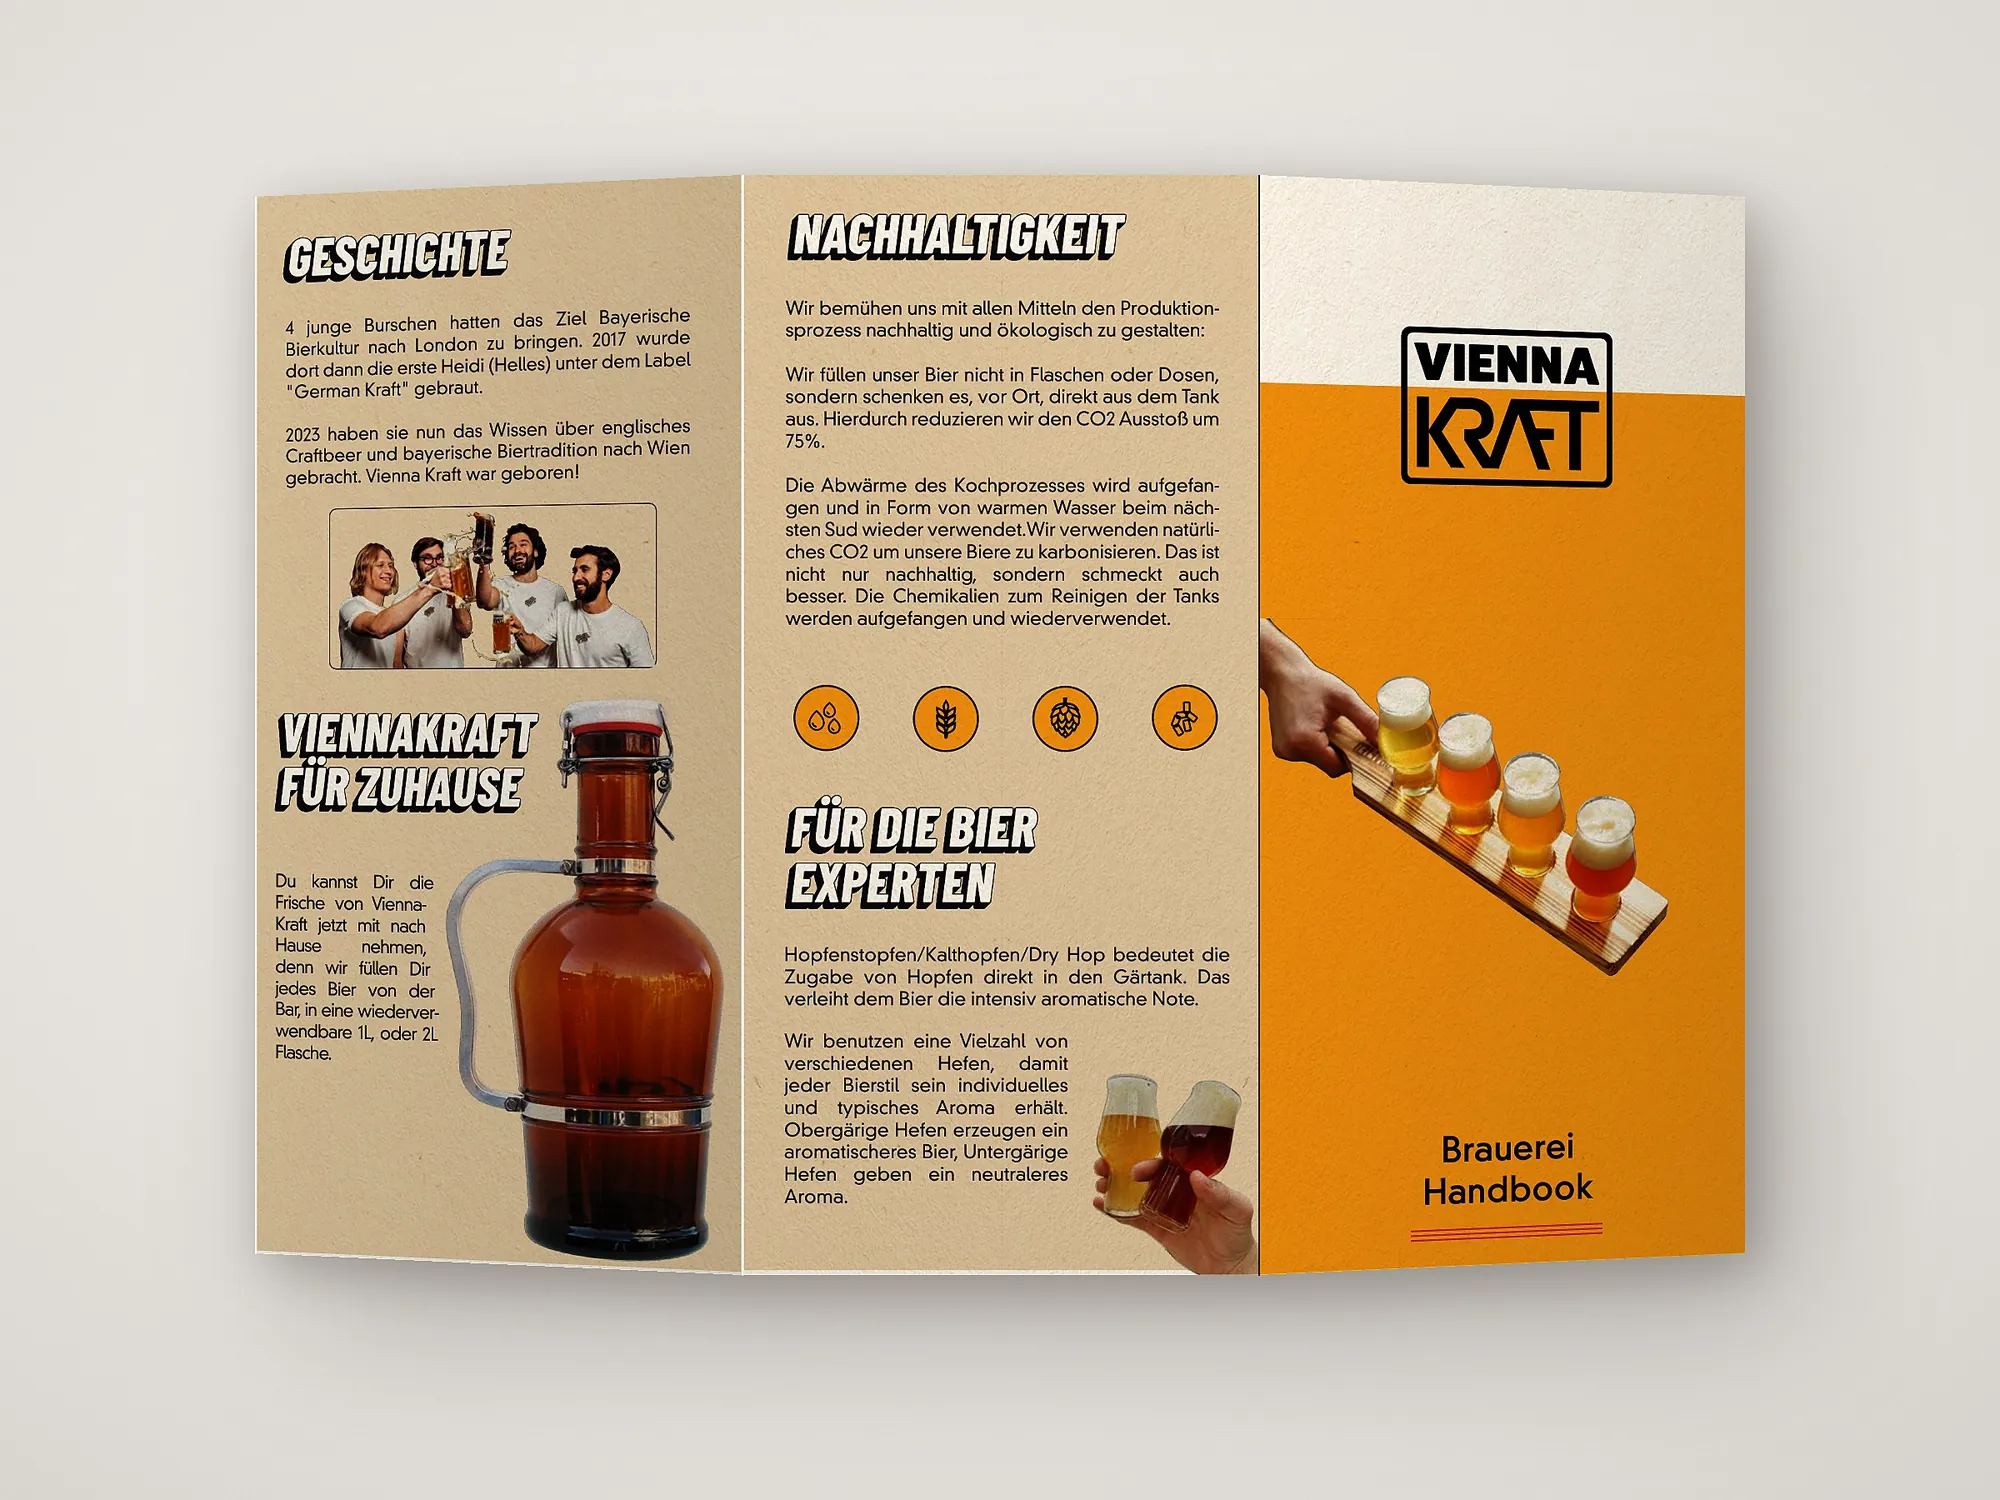 GESCHICHTE
4 junge Burschen hatten das Ziel Bayerische
Bierkultur nach London zu bringen. 2017 wurde
dort dann die erste Heidi (Helles) unter dem Label
"German Kraft" gebraut.
2023 haben sie nun das Wissen über englisches
Craftbeer und bayerische Biertradition nach Wien
gebracht. Vienna Kraft war geboren!
VIENNAKRAFT
FÜR ZUHAUSE
Du kannst Dir die
Frische von Vienna-
Kraft jetzt mit nach
Hause nehmen,
denn wir füllen Dir
jedes Bier von der
Bar, in eine wiederver-
wendbare 1L, oder 2L
Flasche.
NACHHALTIGKEIT
Wir bemühen uns mit allen Mitteln den Produktion-
sprozess nachhaltig und ökologisch zu gestalten:
Wir füllen unser Bier nicht in Flaschen oder Dosen,
sondern schenken es, vor Ort, direkt aus dem Tank
aus. Hierdurch reduzieren wir den CO2 Ausstoß um
75%.
Die Abwärme des Kochprozesses wird aufgefan-
gen und in Form von warmen Wasser beim näch-
sten Sud wieder verwendet.Wir verwenden natürli-
ches CO2 um unsere Biere zu karbonisieren. Das ist
nicht nur nachhaltig, sondern schmeckt auch
besser. Die Chemikalien zum Reinigen der Tanks
werden aufgefangen und wiederverwendet.
FÜR DIE BIER
EXPERTEN
Hopfenstopfen/Kalthopfen/Dry Hop bedeutet die
Zugabe von Hopfen direkt in den Gärtank. Das
verleiht dem Bier die intensiv aromatische Note.
Wir benutzen eine Vielzahl von
verschiedenen Hefen, damit
jeder Bierstil sein individuelles
und typisches Aroma erhält.
Obergärige Hefen erzeugen ein
aromatischeres Bier, Untergärige
Hefen geben ein neutraleres
Aroma.
VIENNA
KRAFT
Brauerei
Handbook